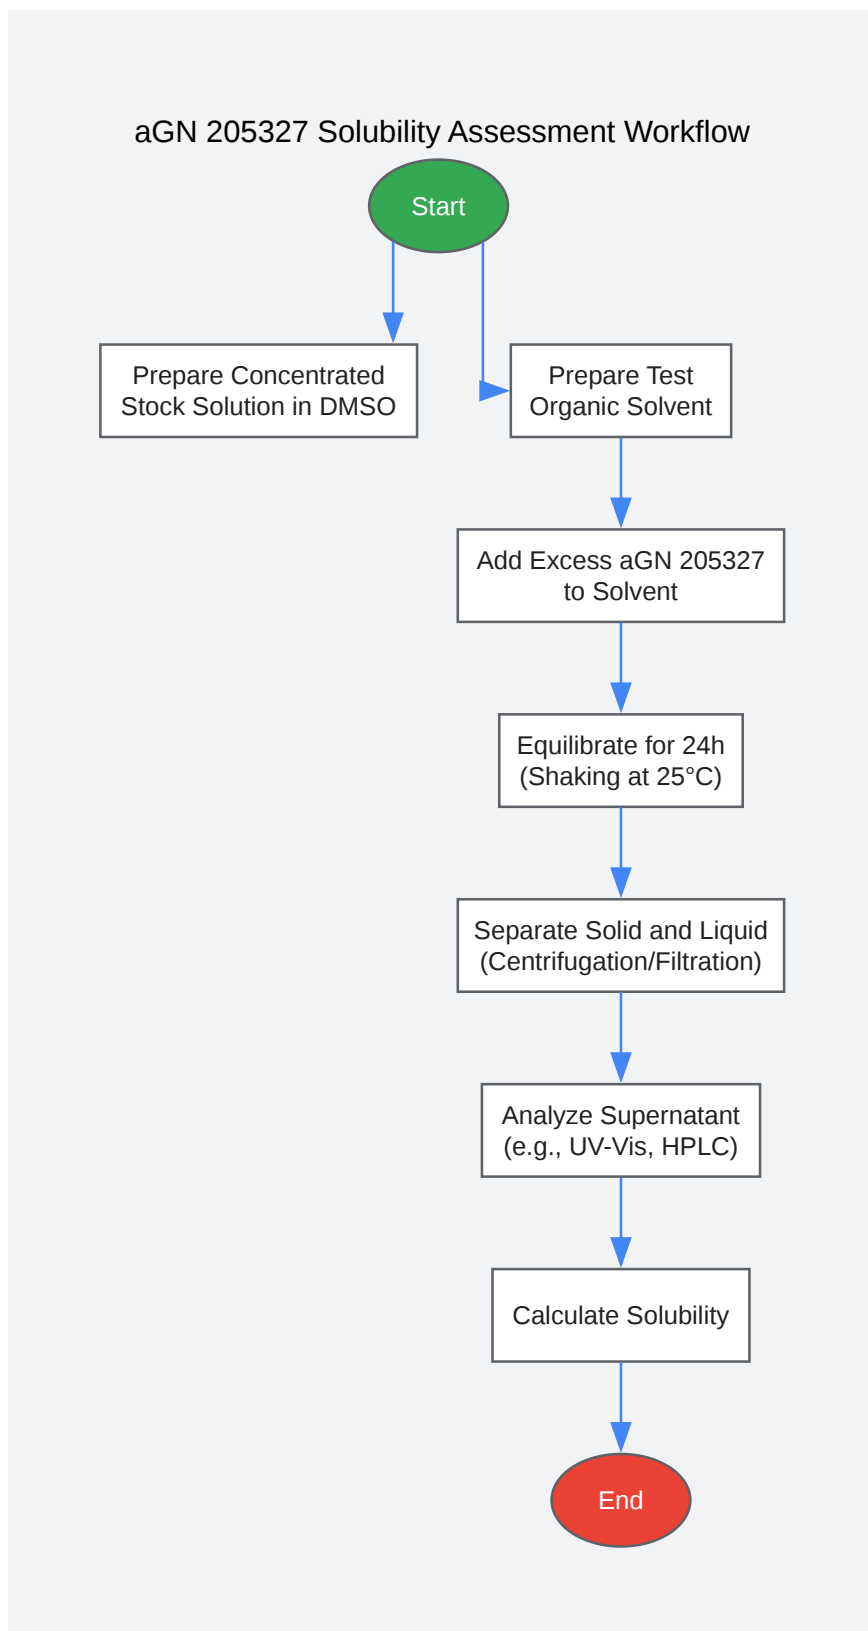 aGN 205327 Solubility Assessment Workflow
Start
Prepare Concentrated
Stock Solution in DMSO
Prepare Test
Organic Solvent
Add Excess aGN 205327
to Solvent
Equilibrate for 24h
(Shaking at 25°C)
Separate Solid and Liquid
(Centrifugation/Filtration)
Analyze Supernatant
(e.g., UV-Vis, HPLC)
Calculate Solubility
End